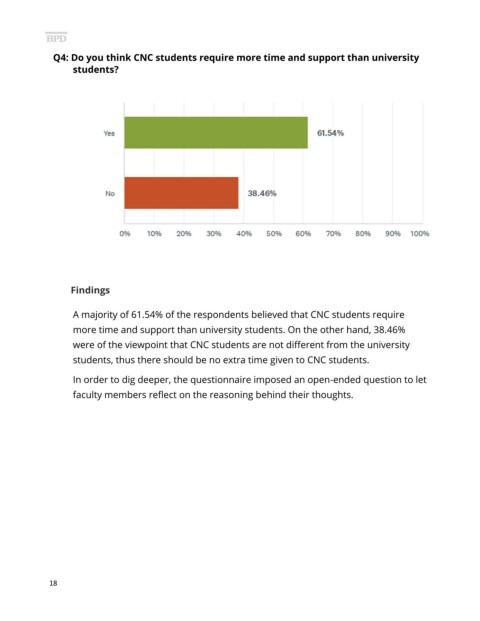 HPD
Q4: Do you think CNC students require more time and support than university
students?
Yes
61.54%
No
38.46%
0% 10% 20% 30% 40% 50% 60% 70% 80% 90% 100%
Findings
A majority of 61.54% of the respondents believed that CNC students require
more time and support than university students. On the other hand, 38.46%
were of the viewpoint that CNC students are not different from the university
students, thus there should be no extra time given to CNC students.
In order to dig deeper, the questionnaire imposed an open-ended question to let
faculty members reflect on the reasoning behind their thoughts.
18